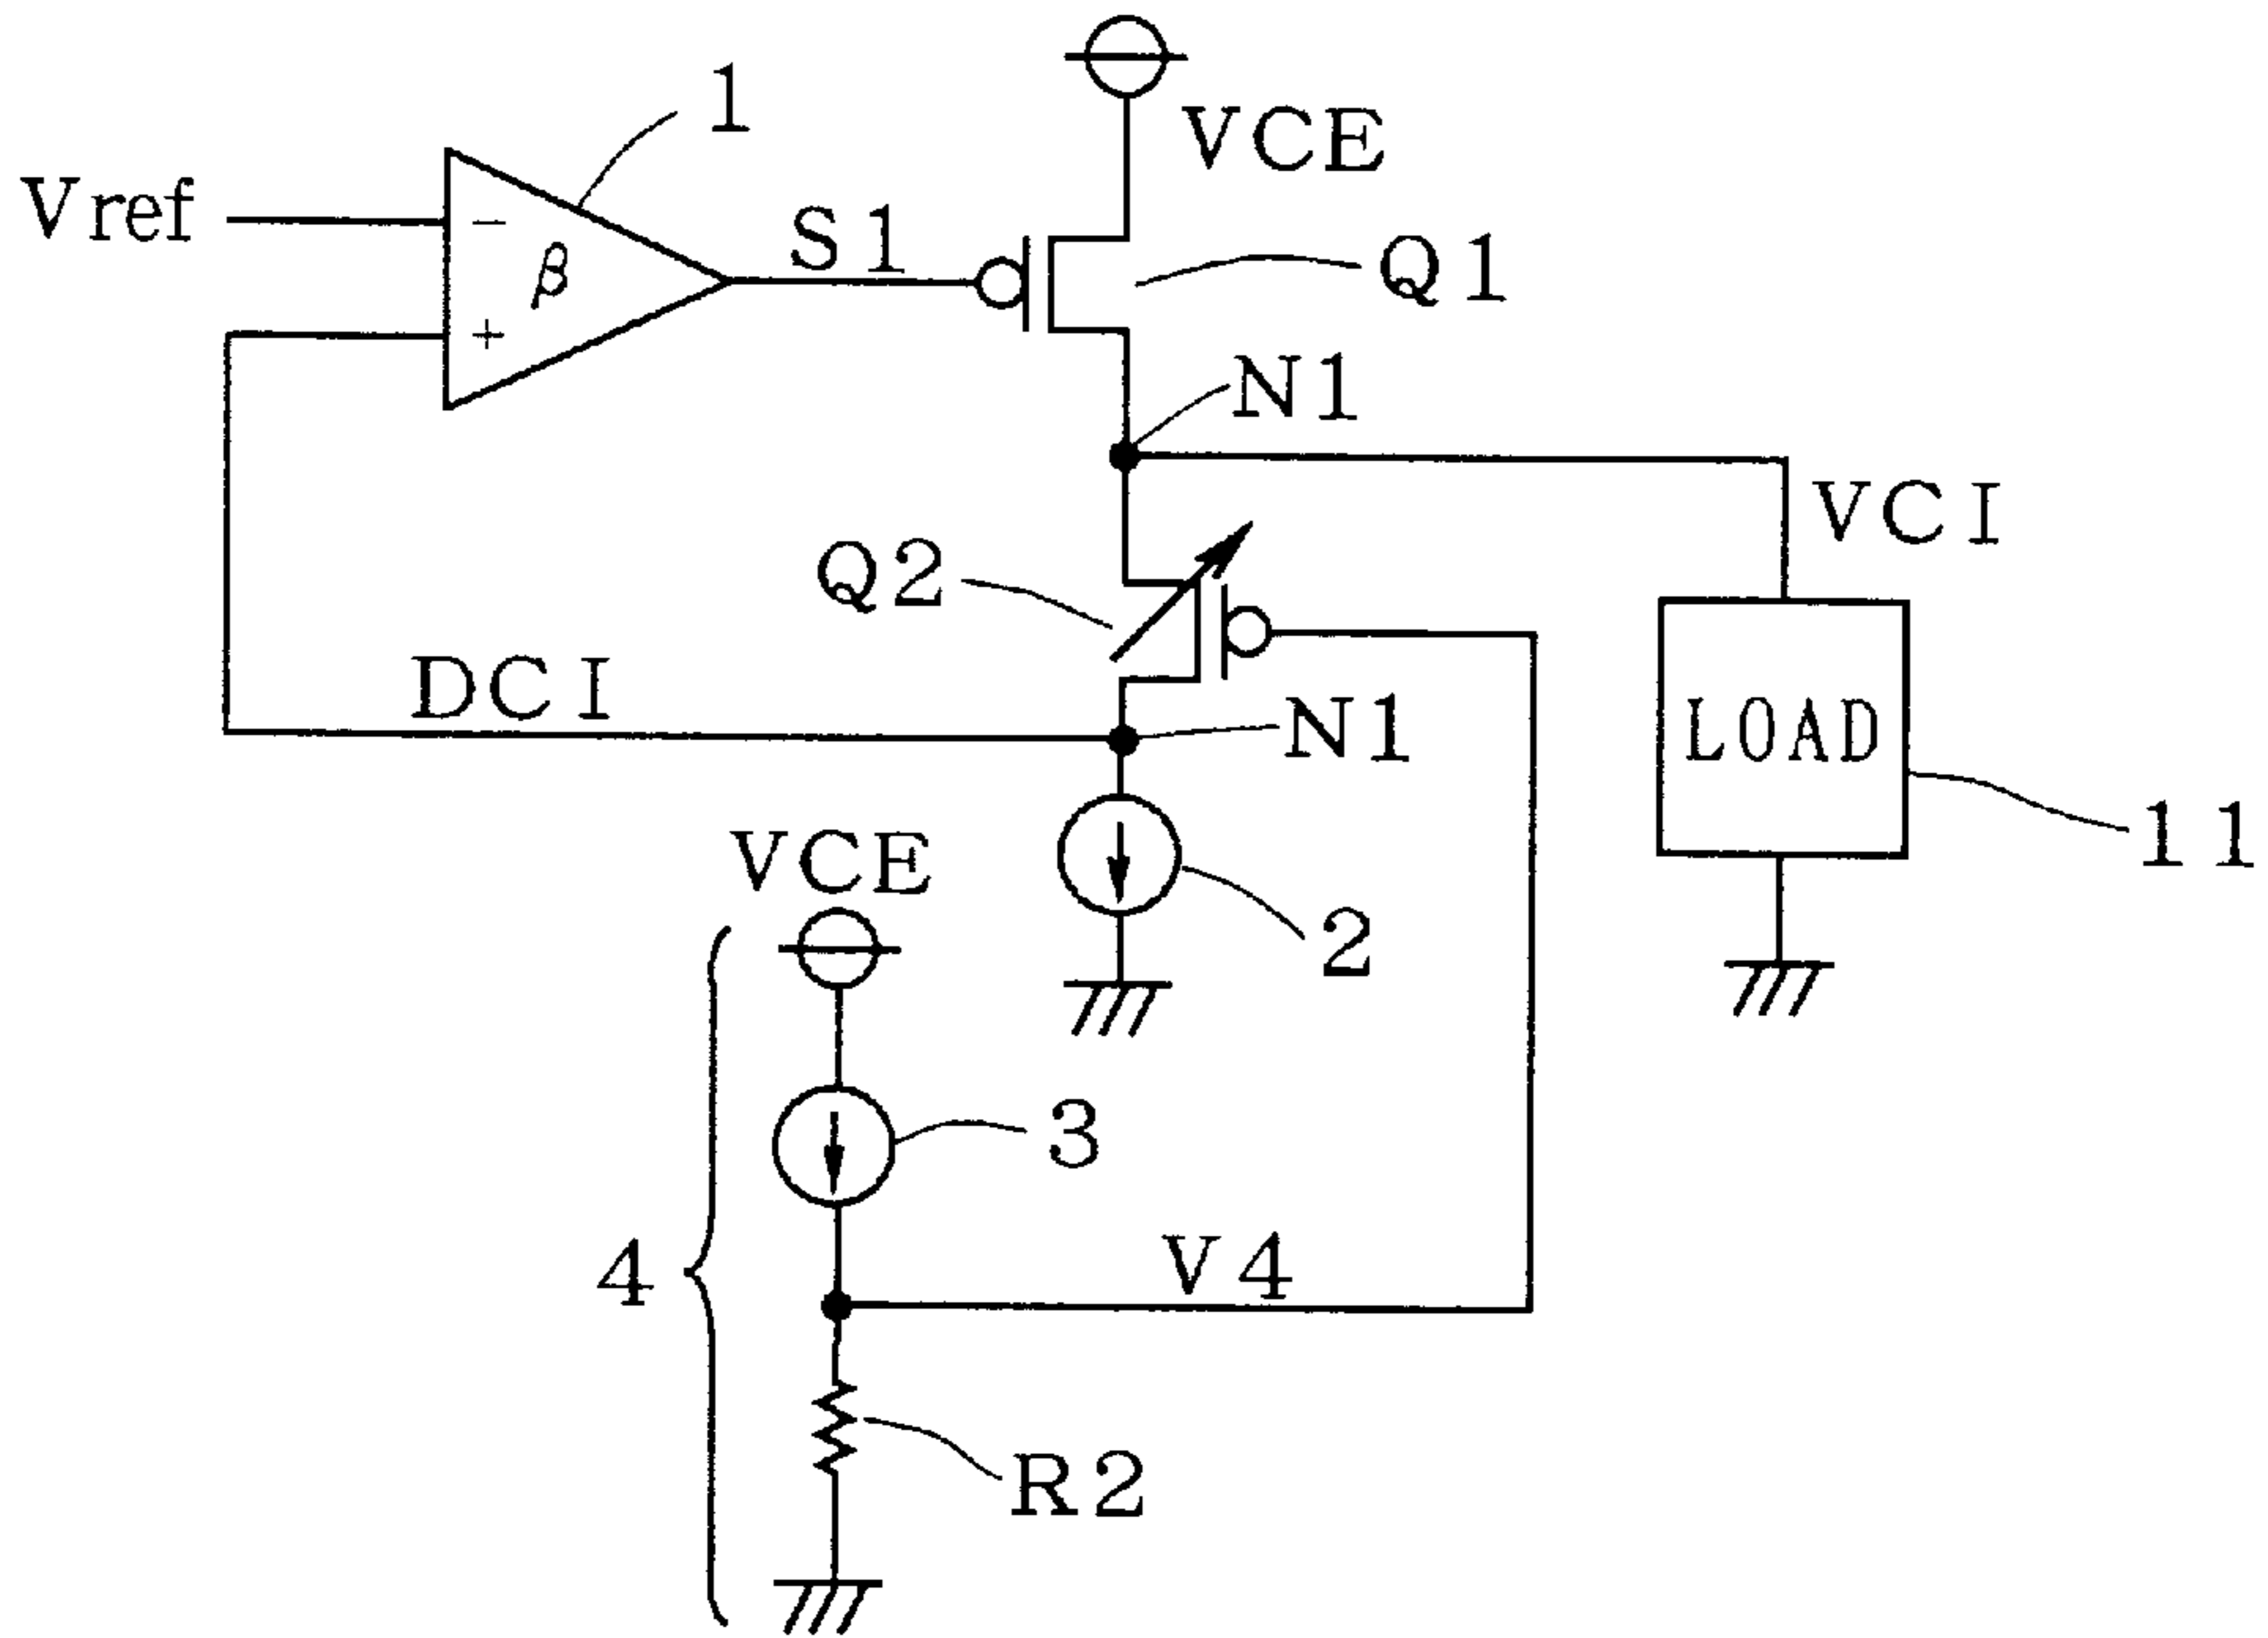 1
VCE
Vref
−
β
+
S1
Q1
N1
VCI
Q2
DCI
N1
LOAD
11
VCE
2
3
4
V4
R2